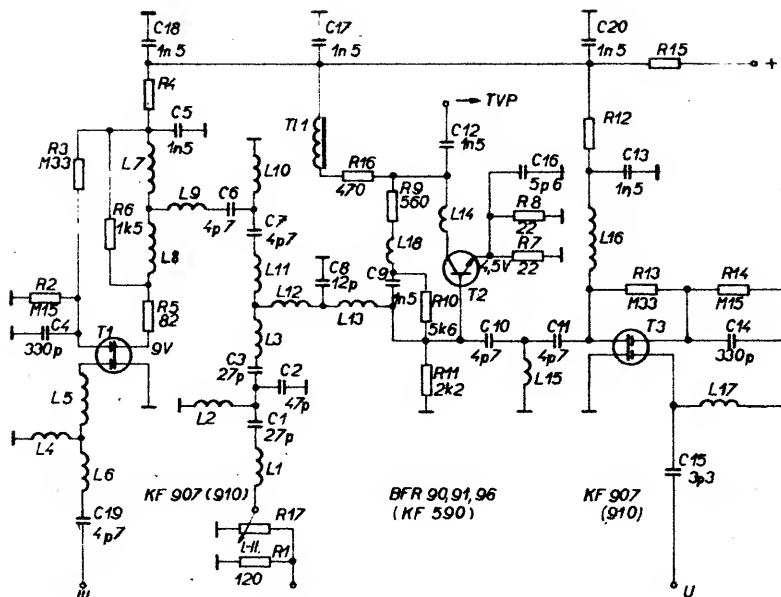 C18
1n5
C17
1n5
C20
1n5
R15
+
R4
TVP
C5
1n5
C12
1n5
R12
R3
M33
L7
Tl1
L10
R16
470
C13
1n5
C16
5p6
R6
1k5
L9
C6
4p7
R9
560
R8
22
L14
C7
4p7
L8
L18
L16
R7
22
4,5V
L11
C8
12p
C9
1n5
T2
R2
M15
R5
82
R10
5k6
R13
M33
R14
M15
C4
330p
T1
9V
L12
L13
C10
4p7
C11
4p7
T3
C14
330p
L3
C3
27p
C2
47p
R11
2k2
L15
L5
L2
L17
C1
27p
L4
L6
L1
C15
3p3
KF 907 (910)
BFR 90,91,96
(KF 590)
KF 907
(910)
C19
4p7
R17
I.-II.
R1
120
III
U